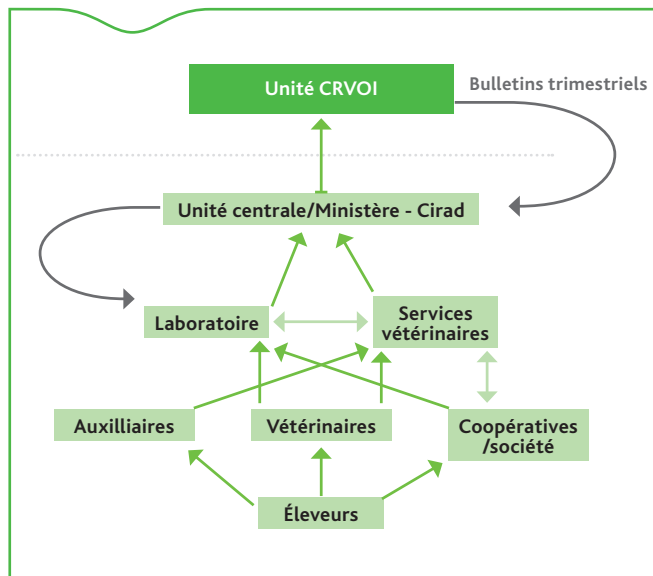 Unité CRVOI
Bulletins trimestriels
Unité centrale/Ministère - Cirad
Laboratoire
Services
vétérinaires
Auxilliaires
Vétérinaires
Coopératives
/société
Éleveurs